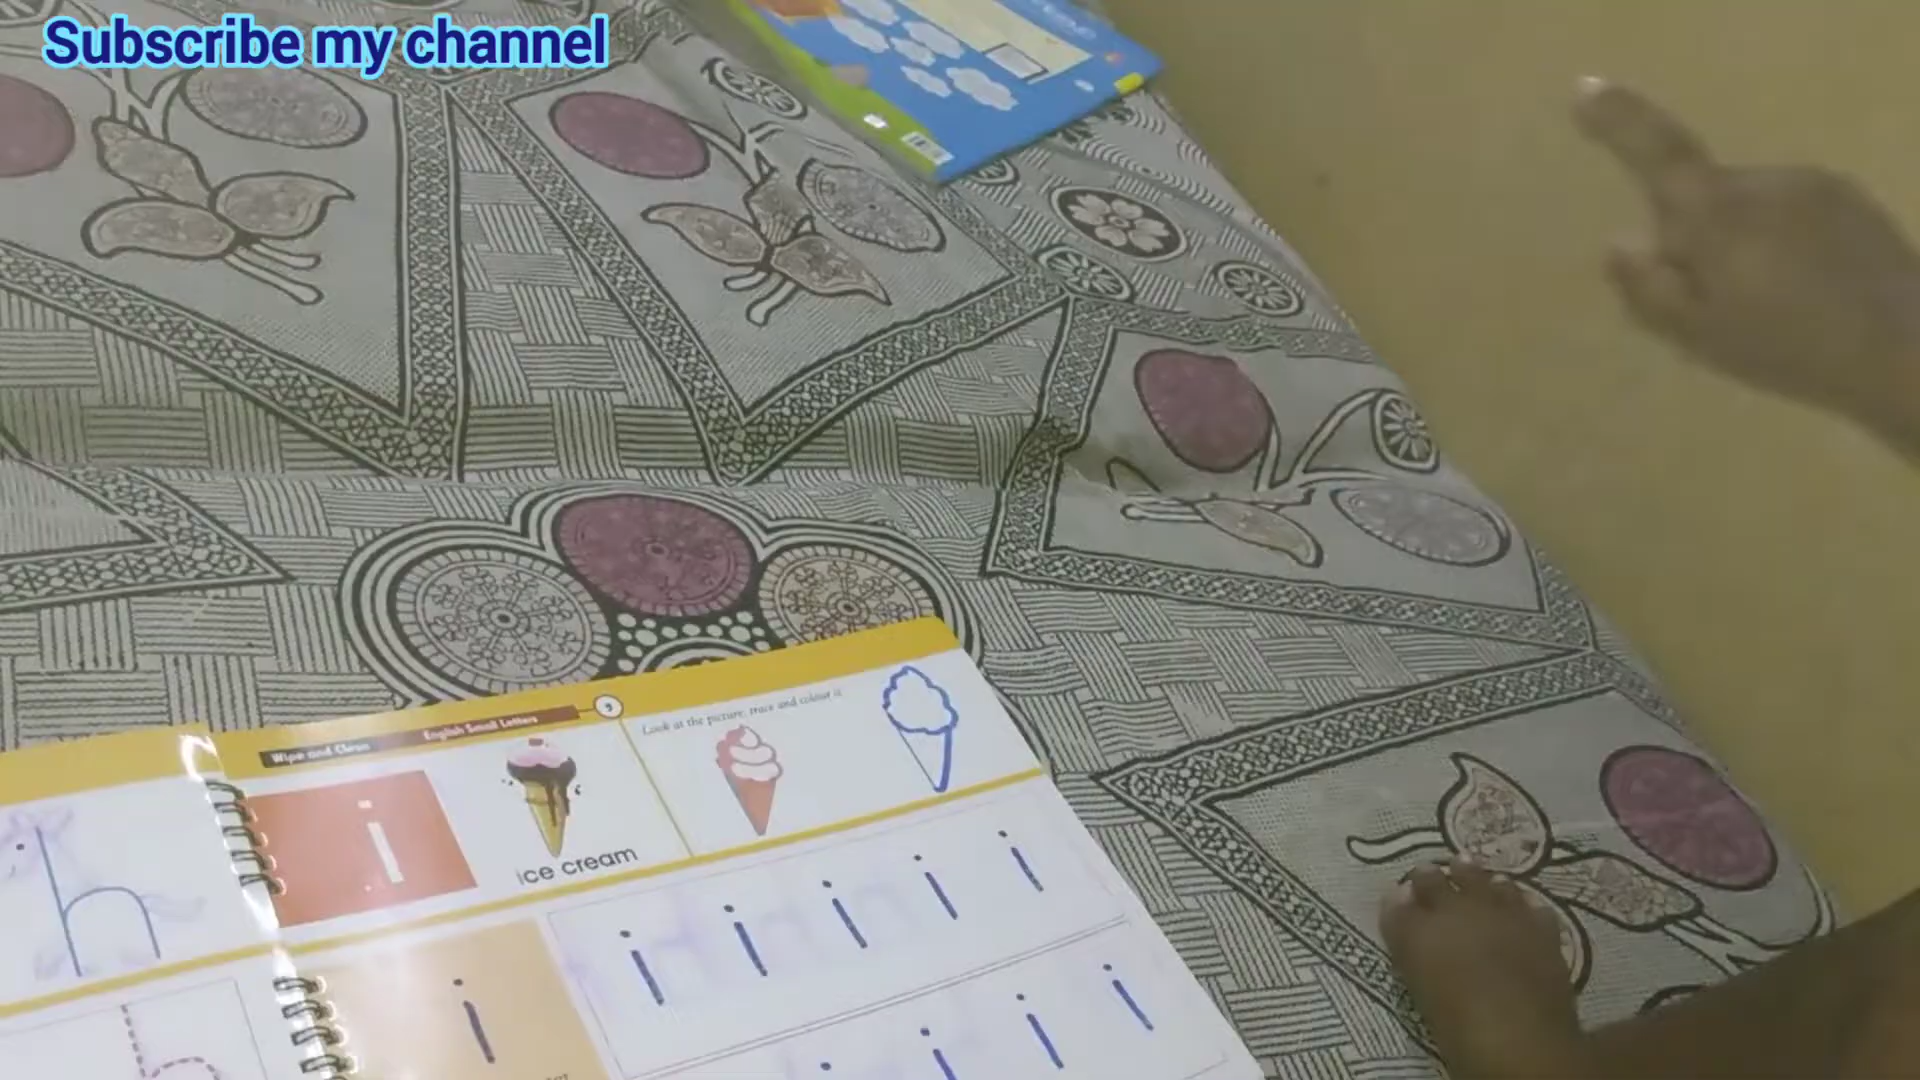 Subscribe my channel
Wipe and Clean
English Small Letters
9
Look at the picture, trace and colour it
i
ice cream
h
i i i i i
i
i i i i
h